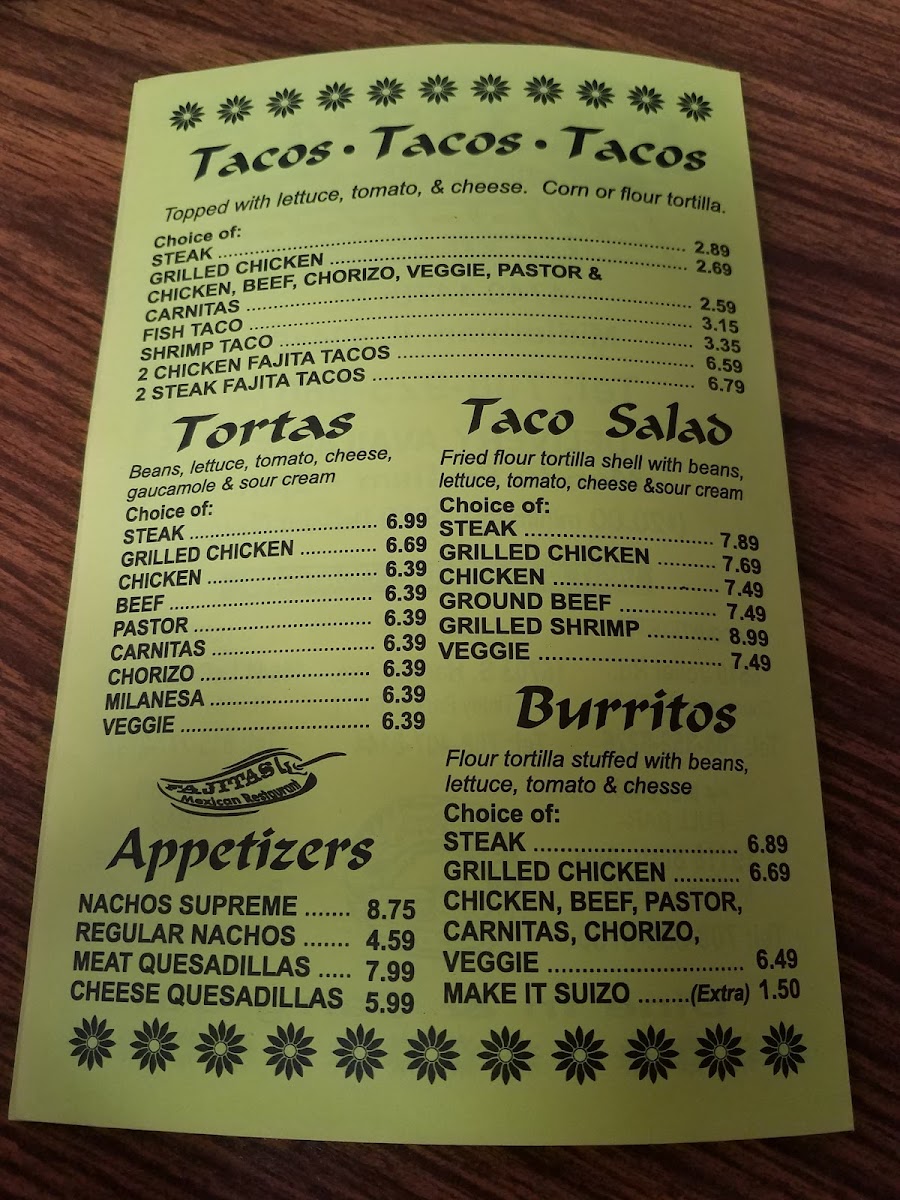 Tacos • Tacos • Tacos
Topped with lettuce, tomato, & cheese. Corn or flour tortilla.
Choice of:
STEAK ........ 2.89
GRILLED CHICKEN ........ 2.69
CHICKEN, BEEF, CHORIZO, VEGGIE, PASTOR &
CARNITAS ........ 2.59
FISH TACO ........ 3.15
SHRIMP TACO ........ 3.35
2 CHICKEN FAJITA TACOS ........ 6.59
2 STEAK FAJITA TACOS ........ 6.79
Tortas
Beans, lettuce, tomato, cheese,
gaucamole & sour cream
Choice of:
STEAK ........ 6.99
GRILLED CHICKEN ........ 6.69
CHICKEN ........ 6.39
BEEF ........ 6.39
PASTOR ........ 6.39
CARNITAS ........ 6.39
CHORIZO ........ 6.39
MILANESA ........ 6.39
VEGGIE ........ 6.39
FAJITAS
Mexican Restaurant
Appetizers
NACHOS SUPREME ....... 8.75
REGULAR NACHOS ....... 4.59
MEAT QUESADILLAS ..... 7.99
CHEESE QUESADILLAS 5.99
Taco Salad
Fried flour tortilla shell with beans,
lettuce, tomato, cheese &sour cream
Choice of:
STEAK ........ 7.89
GRILLED CHICKEN ........ 7.69
CHICKEN ........ 7.49
GROUND BEEF ........ 7.49
GRILLED SHRIMP ........ 8.99
VEGGIE ........ 7.49
Burritos
Flour tortilla stuffed with beans,
lettuce, tomato & chesse
Choice of:
STEAK ........ 6.89
GRILLED CHICKEN ........ 6.69
CHICKEN, BEEF, PASTOR,
CARNITAS, CHORIZO,
VEGGIE ........ 6.49
MAKE IT SUIZO ........(Extra) 1.50